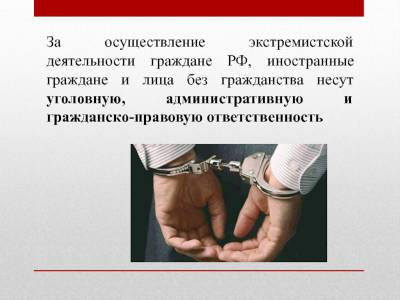 За осуществление экстремистской
деятельности граждане РФ, иностранные
граждане и лица без гражданства несут
уголовную, административную и
гражданско-правовую ответственность